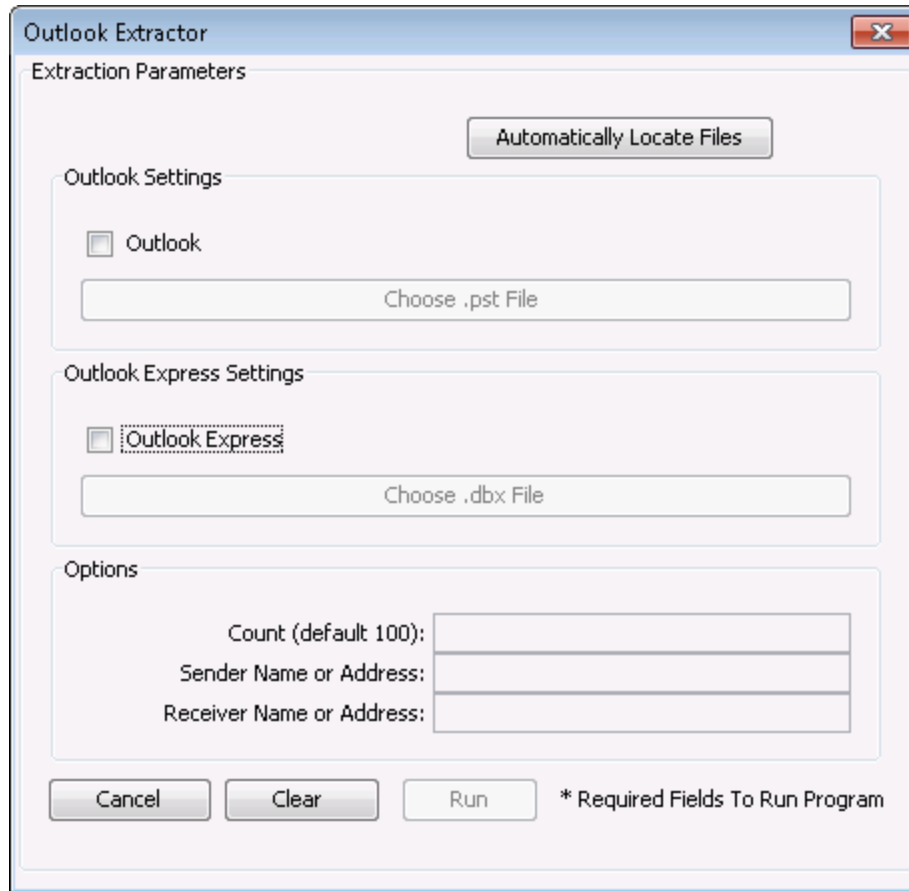 Outlook Extractor
Extraction Parameters
Automatically Locate Files
Outlook Settings
Outlook
Choose .pst File
Outlook Express Settings
Outlook Express
Choose .dbx File
Options
Count (default 100):
Sender Name or Address:
Receiver Name or Address:
Cancel Clear Run * Required Fields To Run Program